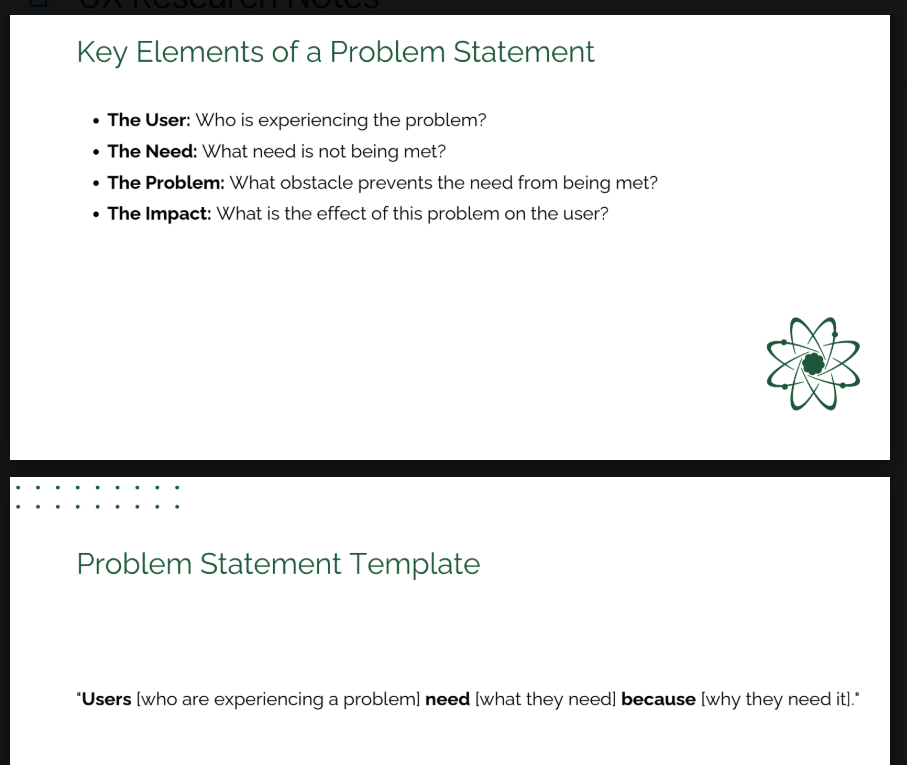 UX Research Notes
Key Elements of a Problem Statement
• The User: Who is experiencing the problem?
• The Need: What need is not being met?
• The Problem: What obstacle prevents the need from being met?
• The Impact: What is the effect of this problem on the user?
Problem Statement Template
"Users [who are experiencing a problem] need [what they need] because [why they need it]."